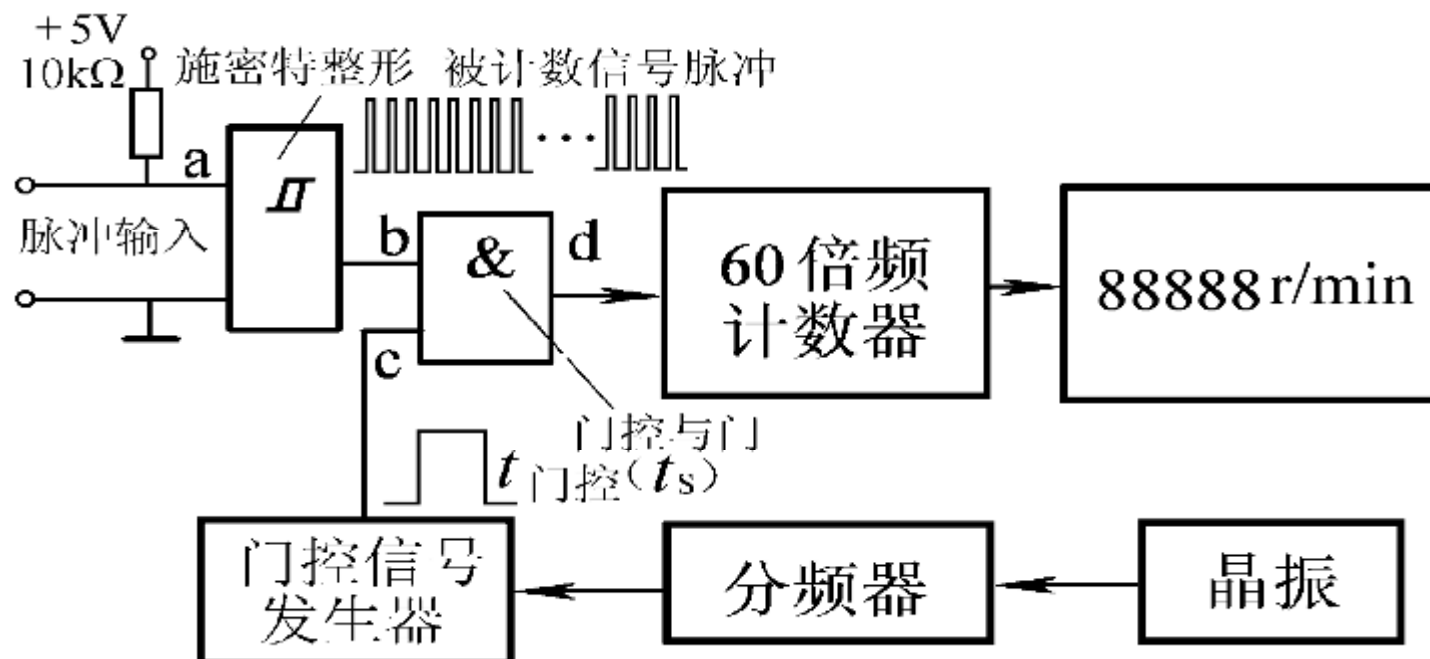 +5V
10kΩ
施密特整形 被计数信号脉冲
a
脉冲输入
b
&
d
c
60倍频
计数器
88888r/min
门控与门
t门控(ts)
门控信号
发生器
分频器
晶振